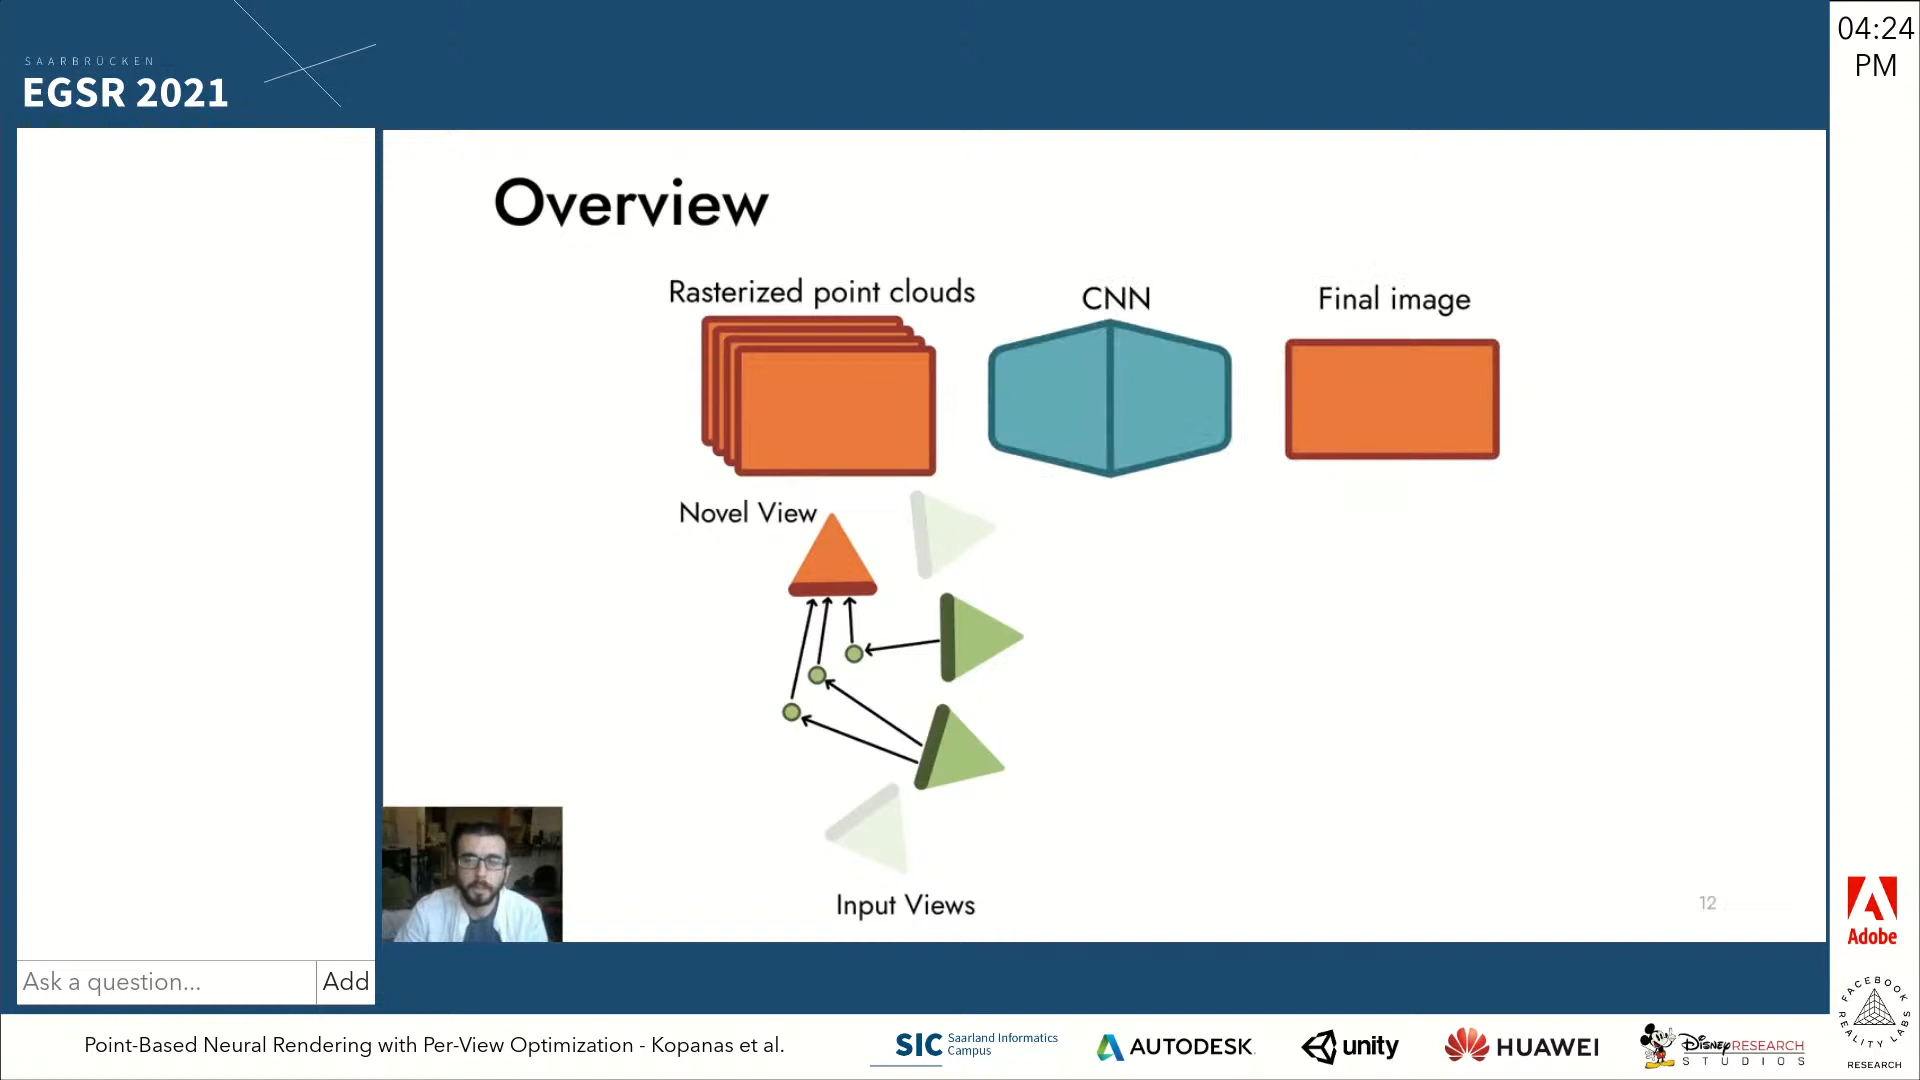 SAARBRÜCKEN
EGSR 2021
04:24
PM
Overview
Rasterized point clouds
CNN
Final image
Novel View
Input Views
12
Ask a question...
Add
Adobe
FACEBOOK
REALITY LABS
RESEARCH
Point-Based Neural Rendering with Per-View Optimization - Kopanas et al.
SIC Saarland Informatics
Campus
AUTODESK.
unity
HUAWEI
DISNEY RESEARCH
STUDIOS